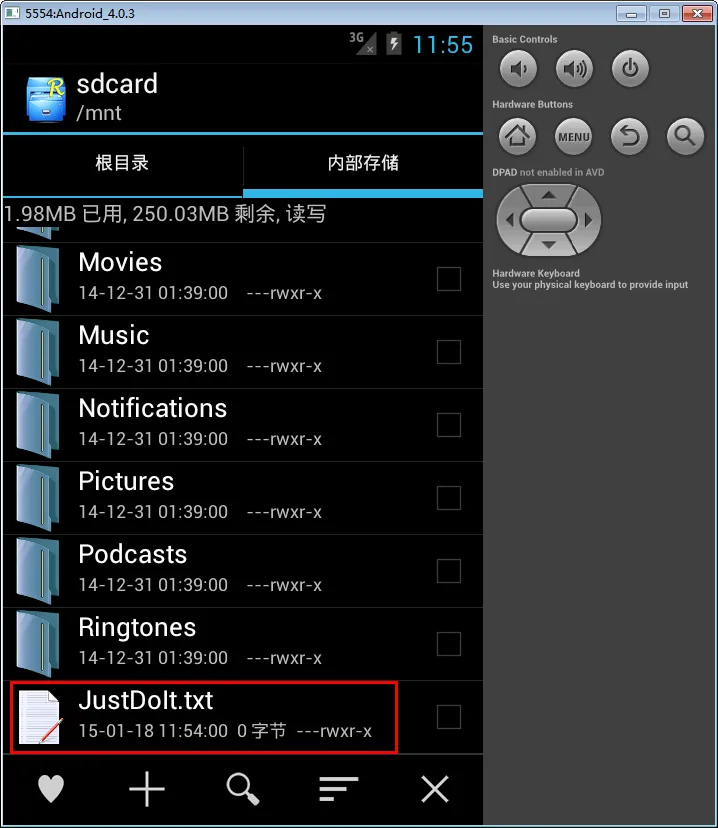 5554:Android_4.0.3
3G 11:55
sdcard
/mnt
根目录 内部存储
1.98MB 已用, 250.03MB 剩余, 读写
Movies
14-12-31 01:39:00 ---rwxr-x
Music
14-12-31 01:39:00 ---rwxr-x
Notifications
14-12-31 01:39:00 ---rwxr-x
Pictures
14-12-31 01:39:00 ---rwxr-x
Podcasts
14-12-31 01:39:00 ---rwxr-x
Ringtones
14-12-31 01:39:00 ---rwxr-x
JustDoIt.txt
15-01-18 11:54:00 0 字节 ---rwxr-x
Basic Controls
Hardware Buttons
MENU
DPAD not enabled in AVD
Hardware Keyboard
Use your physical keyboard to provide input